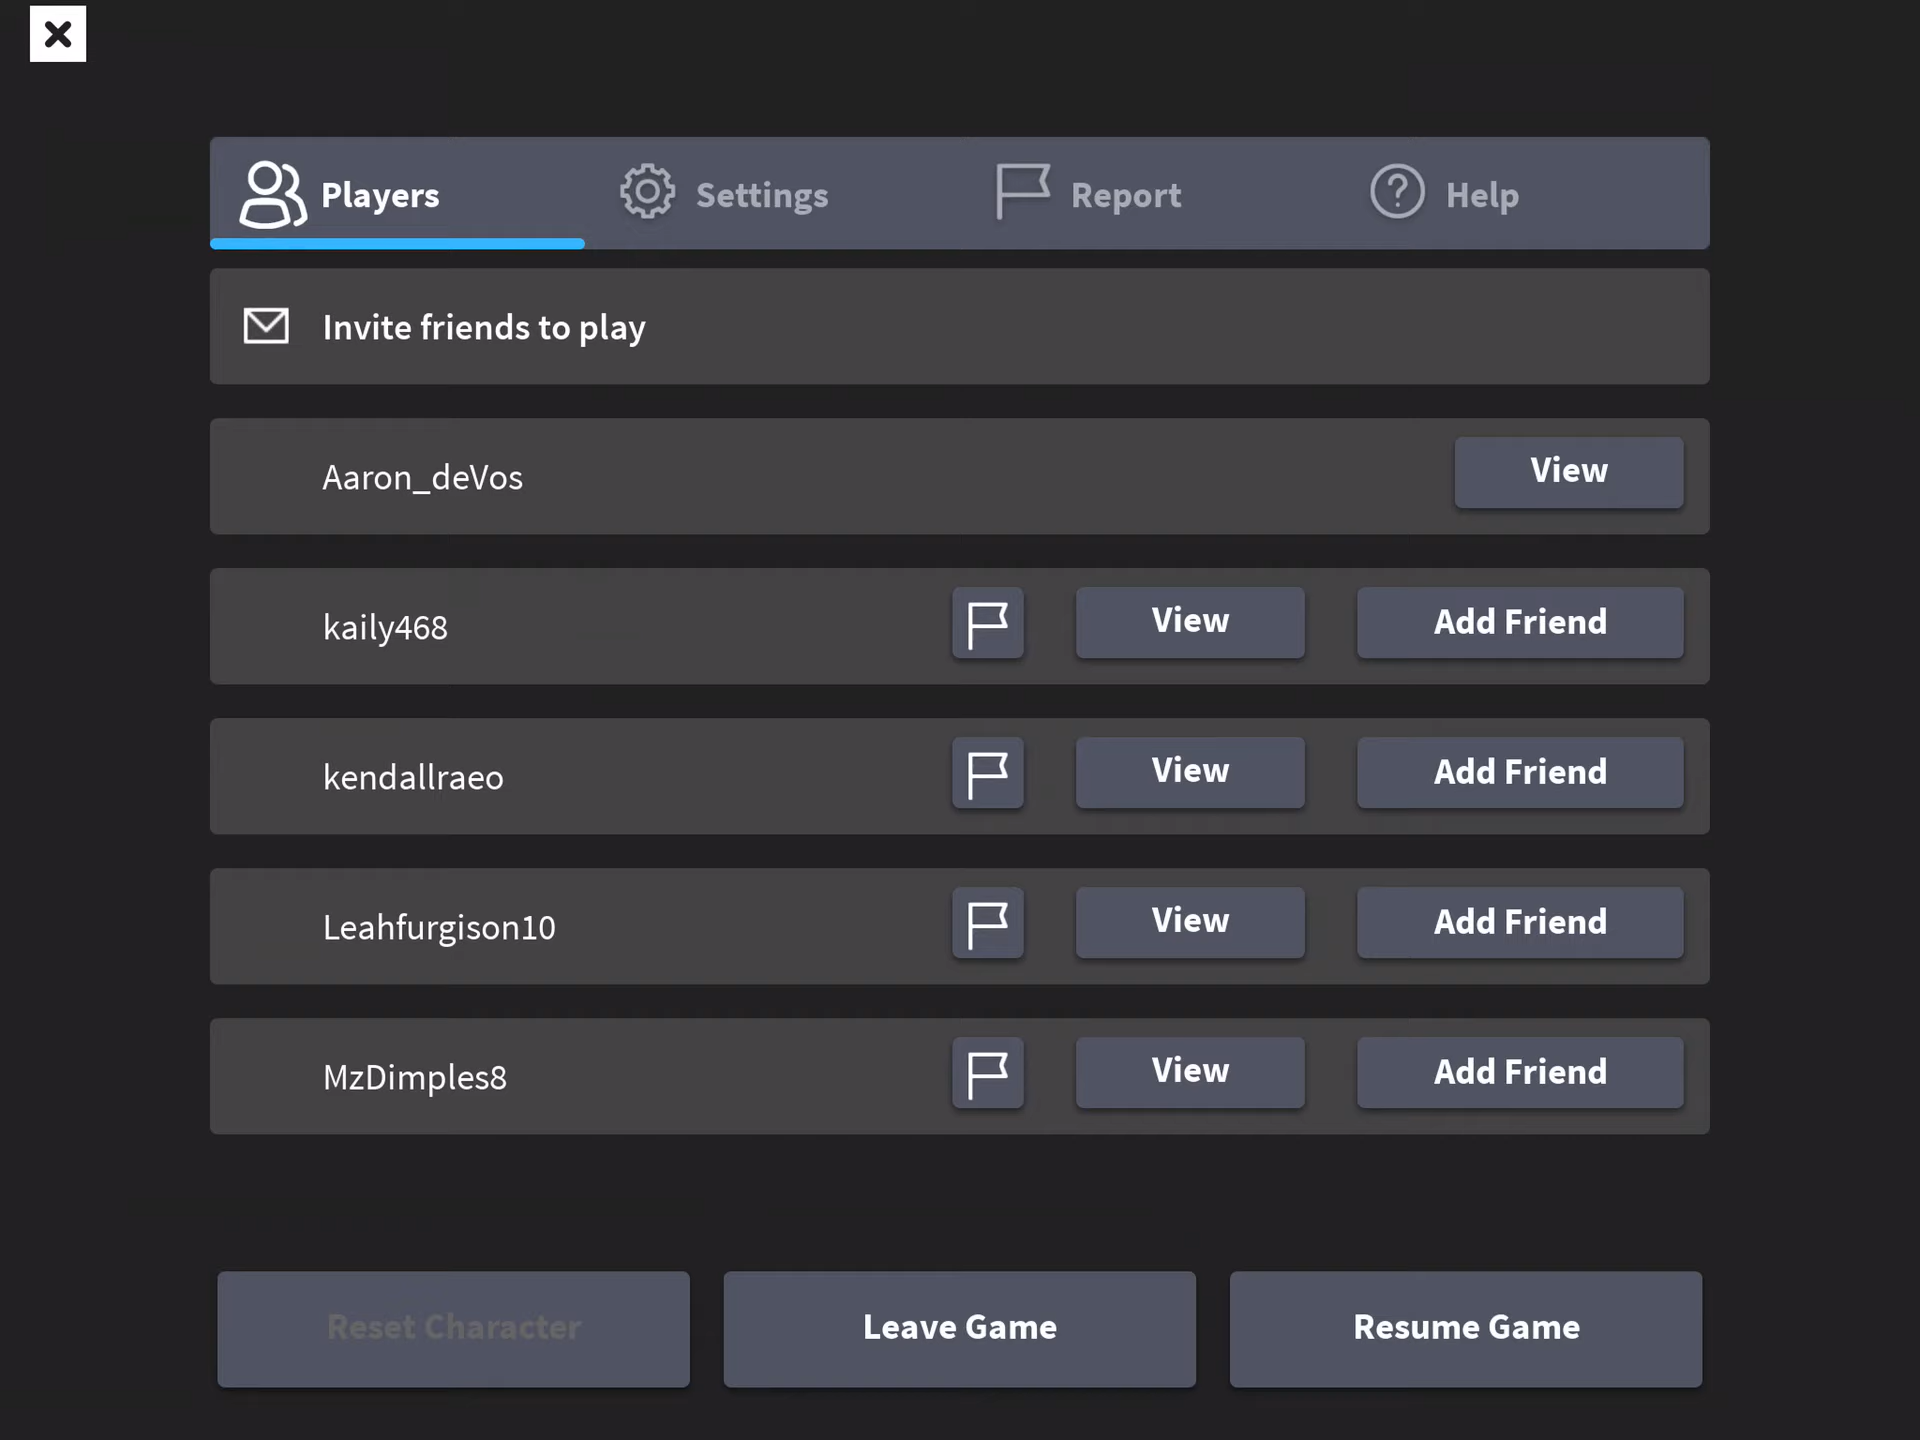 Players
Settings
Report
Help
Invite friends to play
Aaron_deVos
View
kaily468
View
Add Friend
kendallraeo
View
Add Friend
Leahfurgison10
View
Add Friend
MzDimples8
View
Add Friend
Reset Character
Leave Game
Resume Game